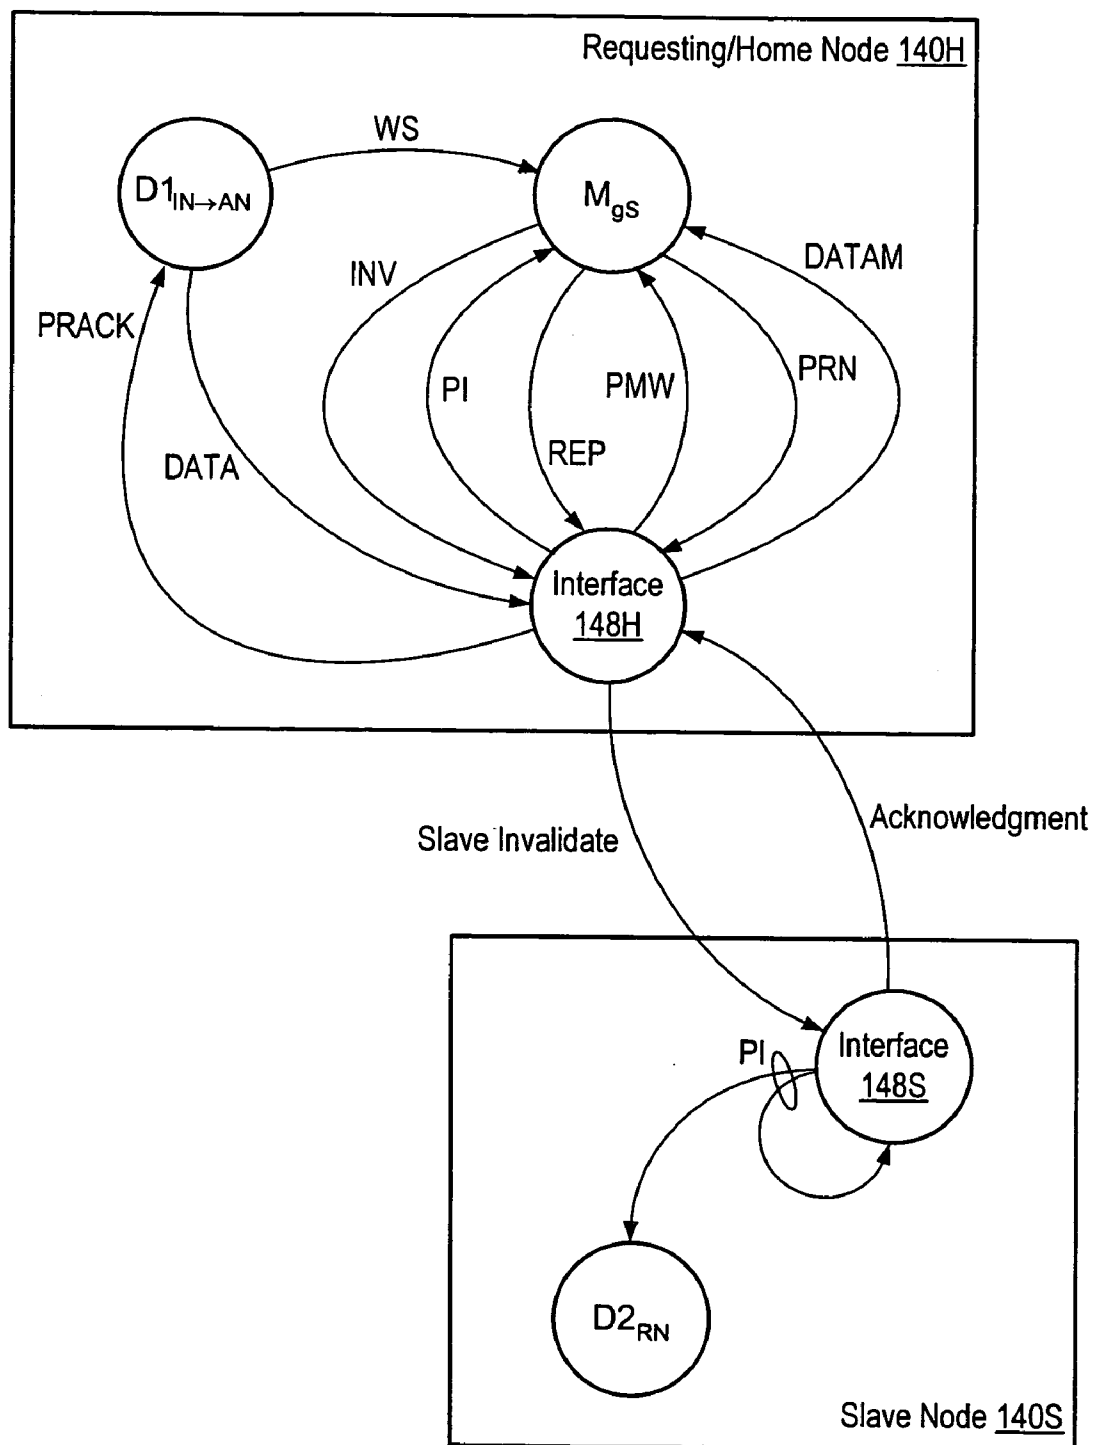 Requesting/Home Node 140H
WS
D1IN→AN
MgS
INV
DATAM
PRACK
PI
PMW
PRN
DATA
REP
Interface
148H
Slave Invalidate
Acknowledgment
PI
Interface
148S
D2RN
Slave Node 140S